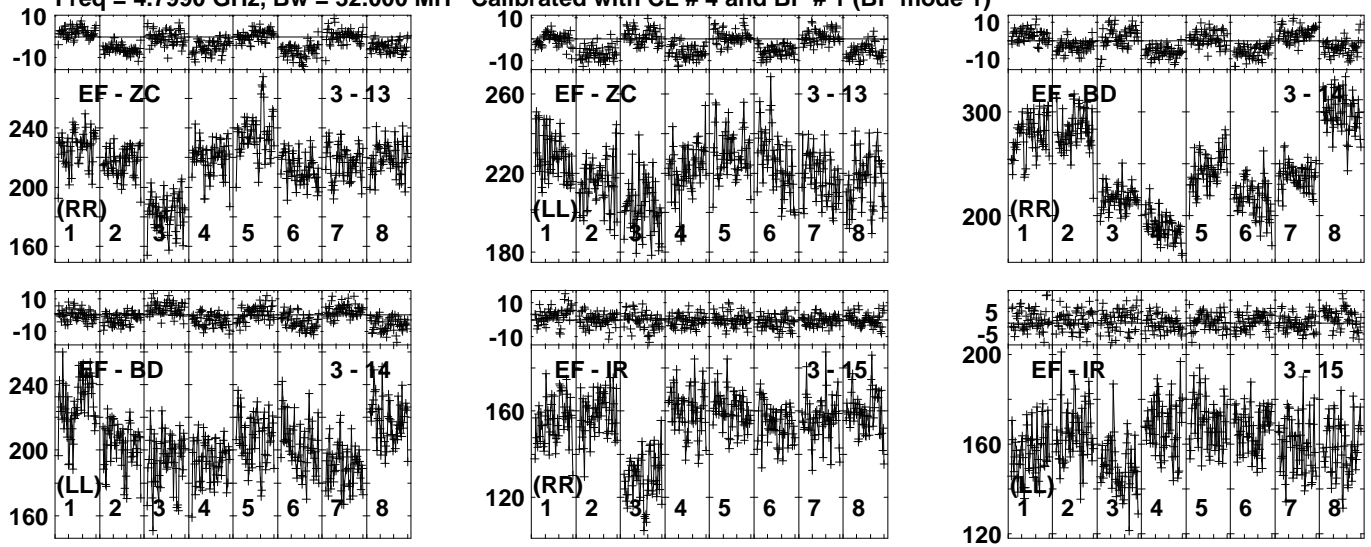 Freq = 4.7990 GHz, Bw = 32.000 MH Calibrated with CL # 4 and BP # 1 (BP mode 1)
10
-10
EF - ZC 3 - 13
240
200
160
(RR)
1 2 3 4 5 6 7 8
10
-10
EF - ZC 3 - 13
260
220
180
(LL)
1 2 3 4 5 6 7 8
10
-10
EF - BD 3 - 14
300
200
(RR)
1 2 3 4 5 6 7 8
10
-10
EF - BD 3 - 14
240
200
160
(LL)
1 2 3 4 5 6 7 8
10
-10
EF - IR 3 - 15
160
120
(RR)
1 2 3 4 5 6 7 8
5
-5
200
EF - IR 3 - 15
160
120
(LL)
1 2 3 4 5 6 7 8